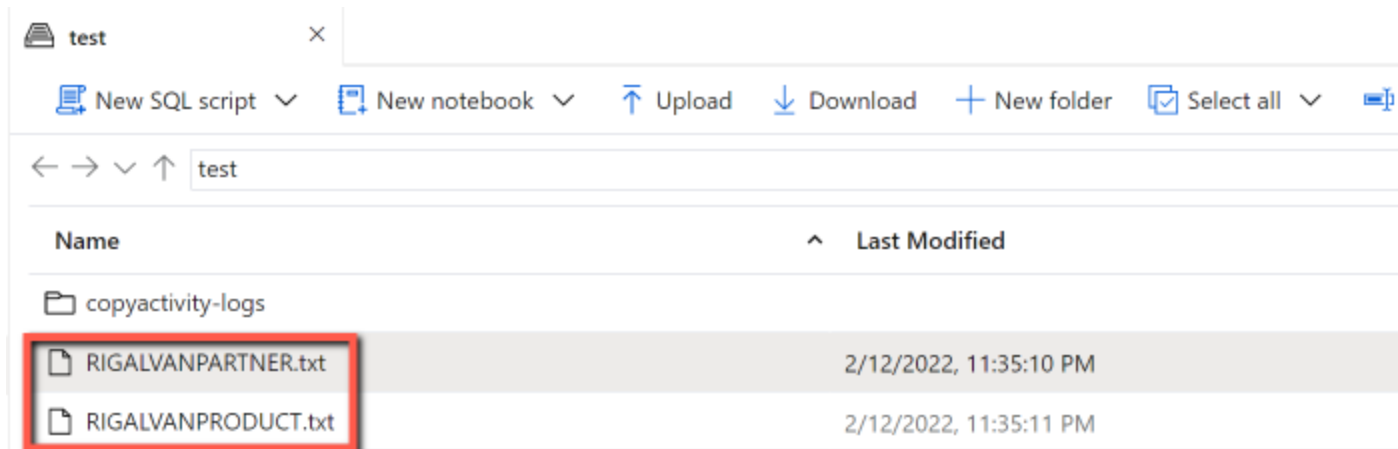 test
New SQL script New notebook Upload Download New folder Select all
test
Name Last Modified
copyactivity-logs
RIGALVANPARTNER.txt 2/12/2022, 11:35:10 PM
RIGALVANPRODUCT.txt 2/12/2022, 11:35:11 PM